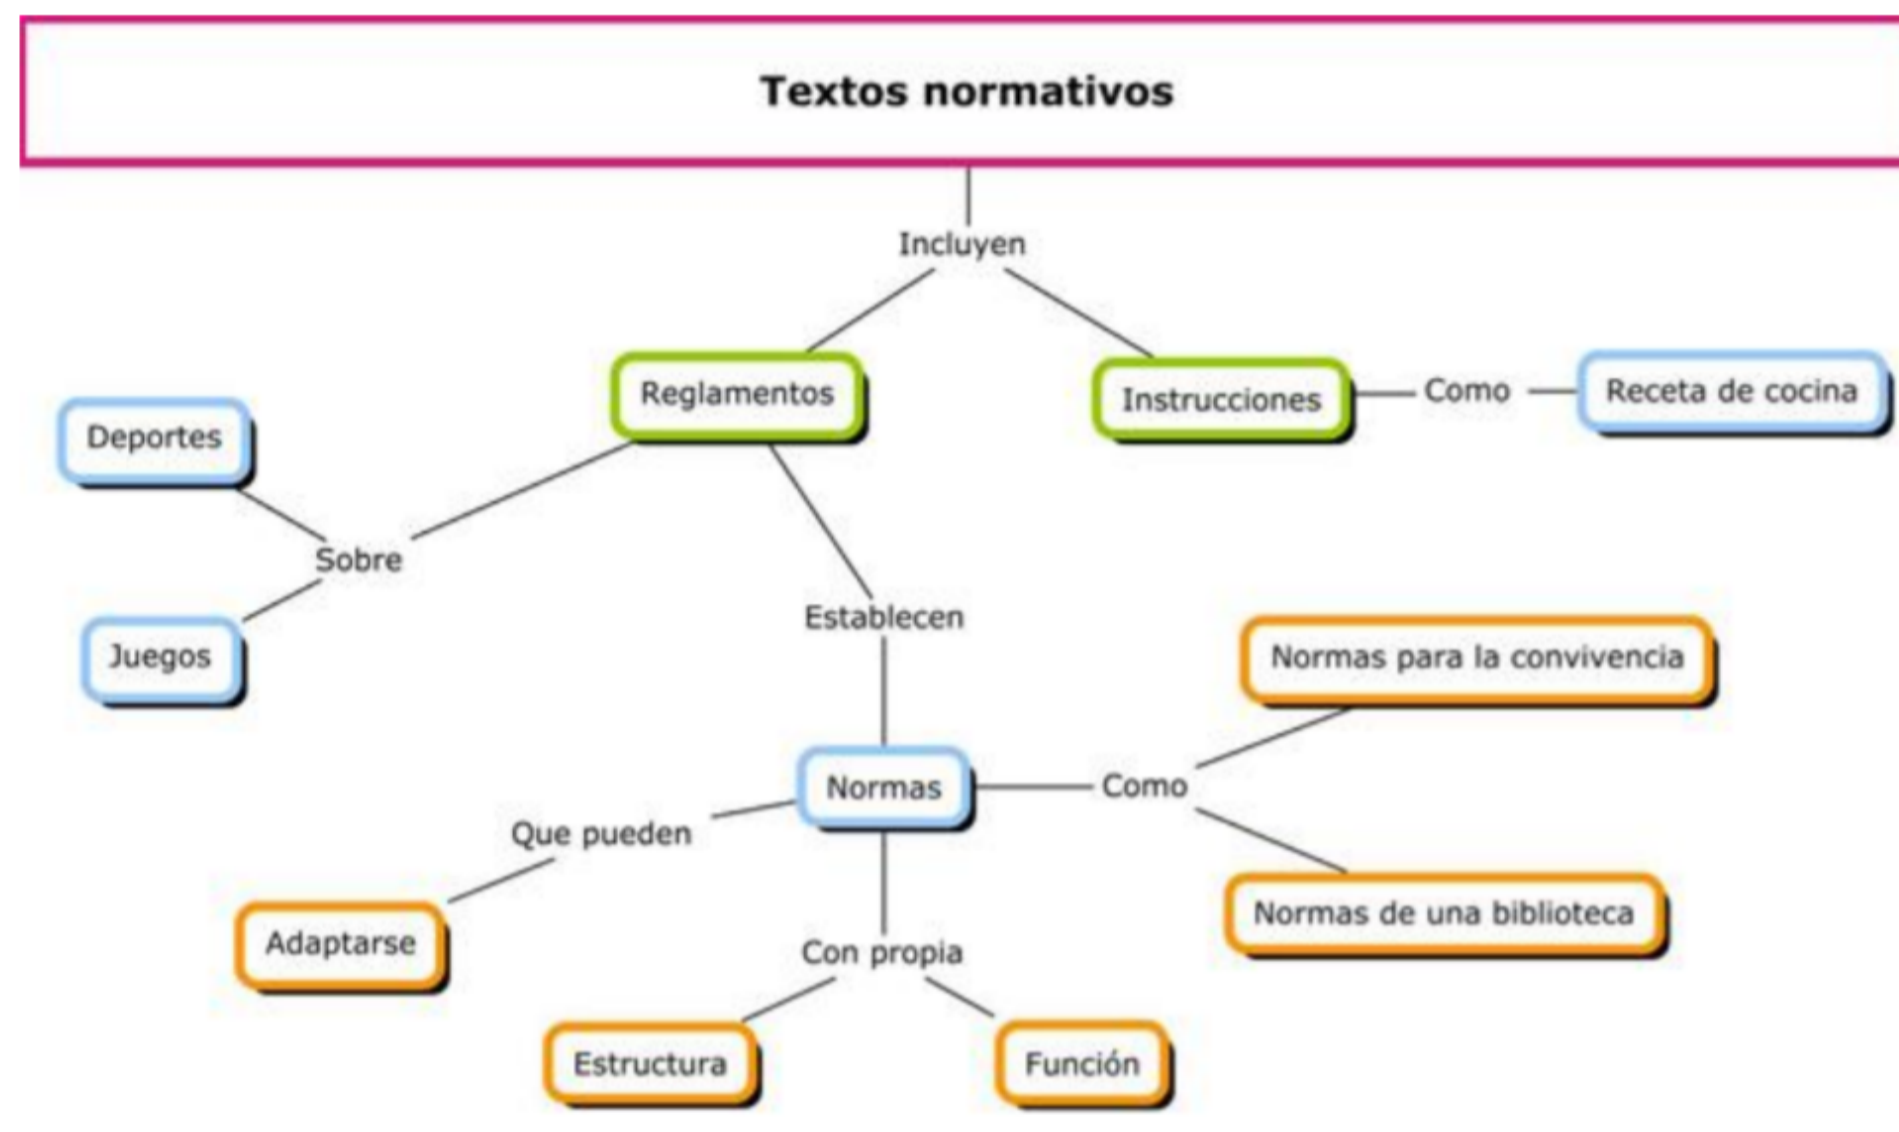 Textos normativos
Incluyen
Reglamentos
Instrucciones
Como
Receta de cocina
Deportes
Sobre
Juegos
Establecen
Normas para la convivencia
Normas
Como
Que pueden
Normas de una biblioteca
Adaptarse
Con propia
Estructura
Función